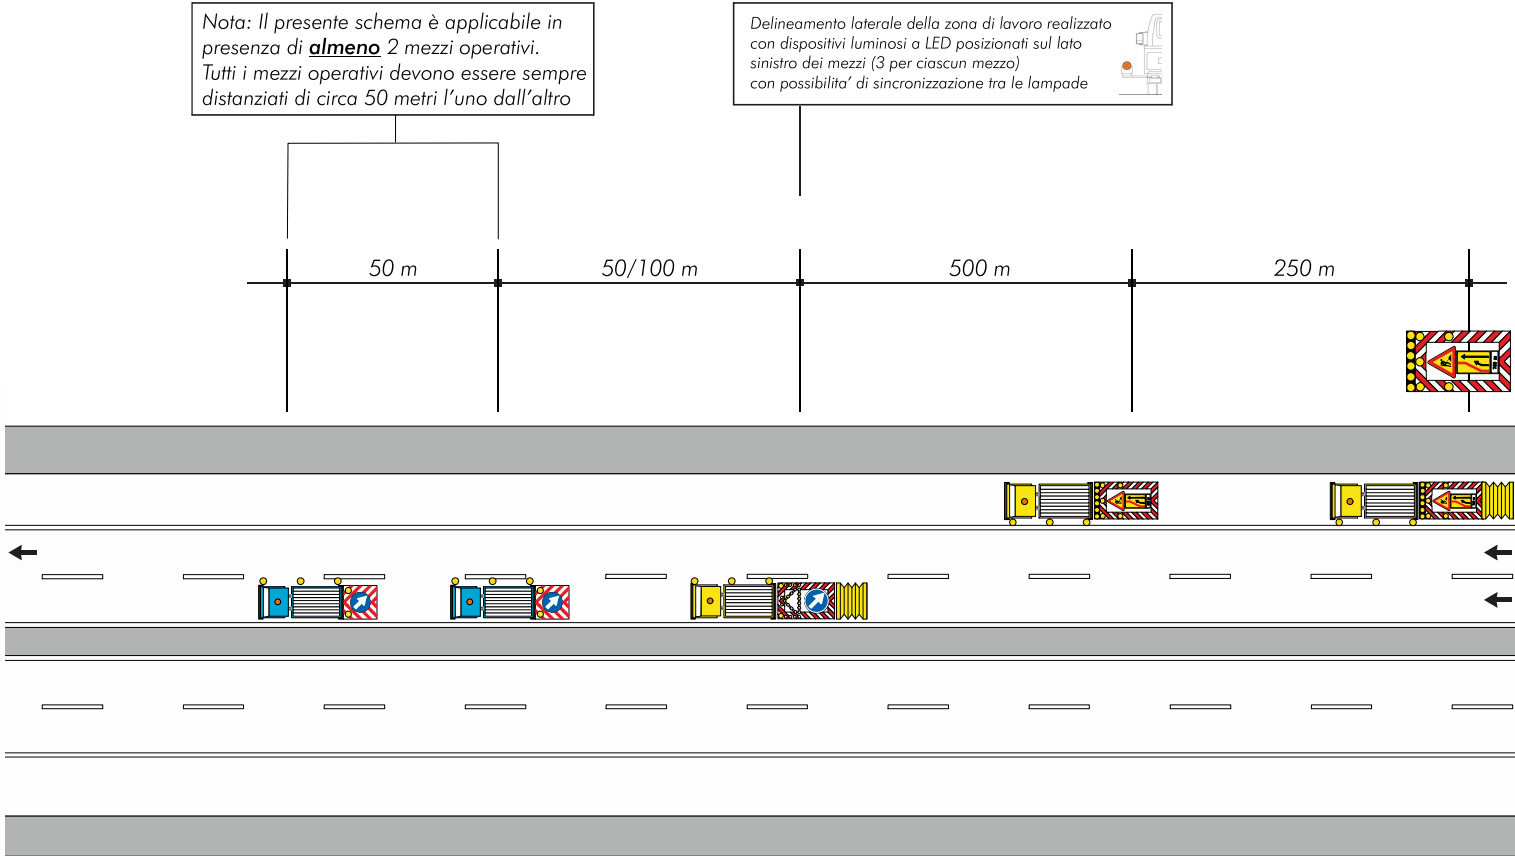 Nota: Il presente schema è applicabile in
presenza di almeno 2 mezzi operativi.
Tutti i mezzi operativi devono essere sempre
distanziati di circa 50 metri l'uno dall'altro
Delineamento laterale della zona di lavoro realizzato
con dispositivi luminosi a LED posizionati sul lato
sinistro dei mezzi (3 per ciascun mezzo)
con possibilita' di sincronizzazione tra le lampade
50 m
50/100 m
500 m
250 m